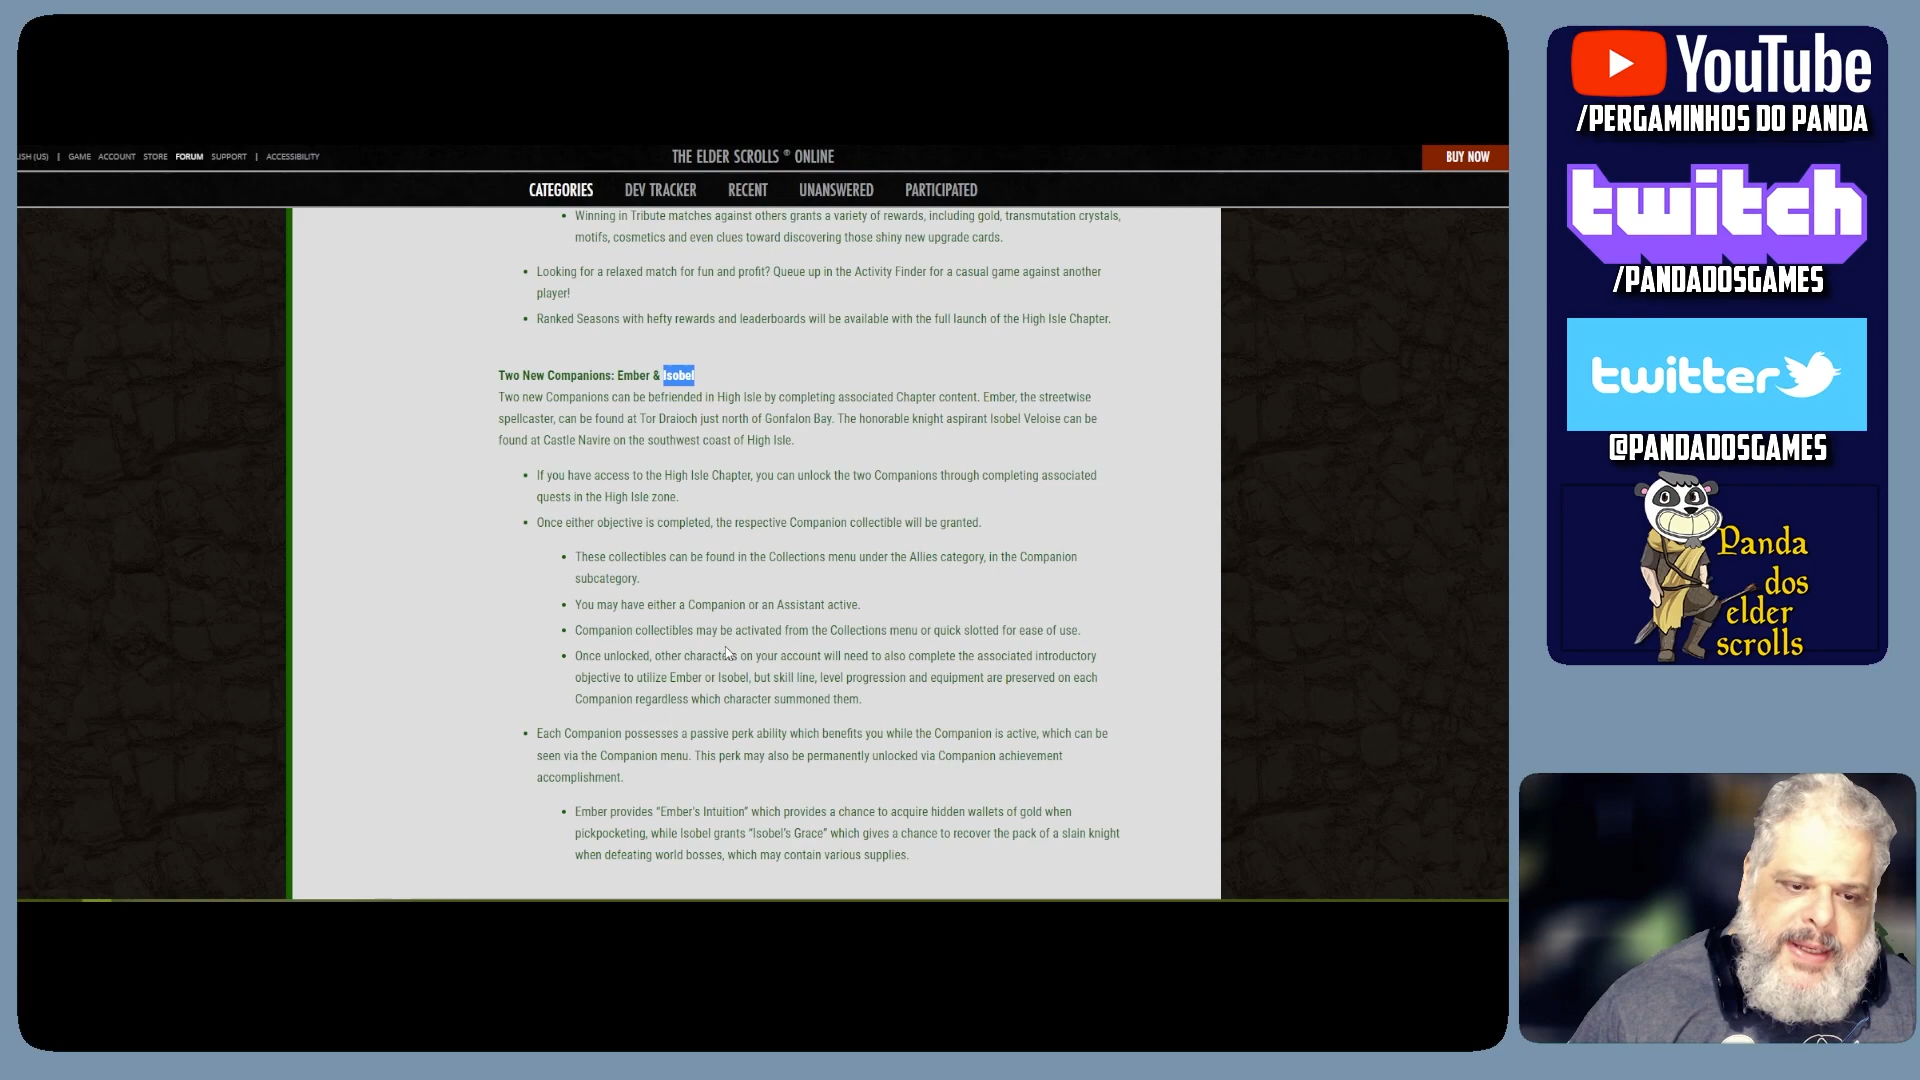 GAME ACCOUNT STORE FORUM SUPPORT | ACCESSIBILITY
THE ELDER SCROLLS ® ONLINE
BUY NOW
CATEGORIES DEV TRACKER RECENT UNANSWERED PARTICIPATED
• Winning in Tribute matches against others grants a variety of rewards, including gold, transmutation crystals,
motifs, cosmetics and even clues toward discovering those shiny new upgrade cards.
• Looking for a relaxed match for fun and profit? Queue up in the Activity Finder for a casual game against another
player!
• Ranked Seasons with hefty rewards and leaderboards will be available with the full launch of the High Isle Chapter.
Two New Companions: Ember & Isobel
Two new Companions can be befriended in High Isle by completing associated Chapter content. Ember, the streetwise
spellcaster, can be found at Tor Draioch just north of Gonfalon Bay. The honorable knight aspirant Isobel Veloise can be
found at Castle Navire on the southwest coast of High Isle.
• If you have access to the High Isle Chapter, you can unlock the two Companions through completing associated
quests in the High Isle zone.
• Once either objective is completed, the respective Companion collectible will be granted.
• These collectibles can be found in the Collections menu under the Allies category, in the Companion
subcategory.
• You may have either a Companion or an Assistant active.
• Companion collectibles may be activated from the Collections menu or quick slotted for ease of use.
• Once unlocked, other characters on your account will need to also complete the associated introductory
objective to utilize Ember or Isobel, but skill line, level progression and equipment are preserved on each
Companion regardless which character summoned them.
• Each Companion possesses a passive perk ability which benefits you while the Companion is active, which can be
seen via the Companion menu. This perk may also be permanently unlocked via Companion achievement
accomplishment.
• Ember provides “Ember's Intuition” which provides a chance to acquire hidden wallets of gold when
pickpocketing, while Isobel grants “Isobel's Grace” which gives a chance to recover the pack of a slain knight
when defeating world bosses, which may contain various supplies.
YouTube
/PERGAMINHOS DO PANDA
twitch
/PANDADOSGAMES
twitter
@PANDADOSGAMES
Panda
dos
elder
scrolls